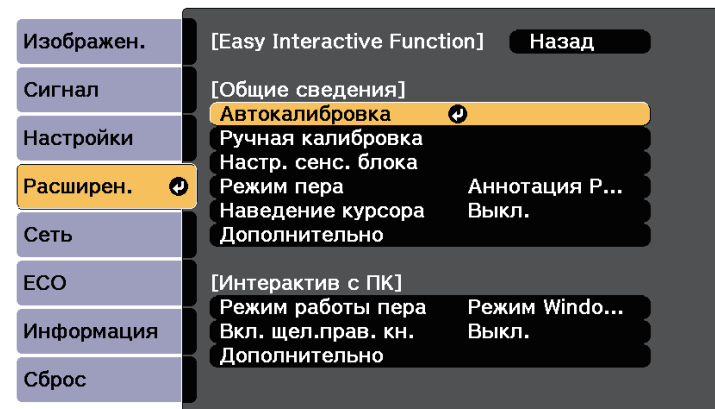 Изображен.
Сигнал
Настройки
Расширен.
Сеть
ECO
Информация
Сброс
[Easy Interactive Function] Назад
[Общие сведения]
Автокалибровка
Ручная калибровка
Настр. сенс. блока
Режим пера Аннотация P...
Наведение курсора Выкл.
Дополнительно
[Интерактив с ПК]
Режим работы пера Режим Windo...
Вкл. щел.прав. кн. Выкл.
Дополнительно